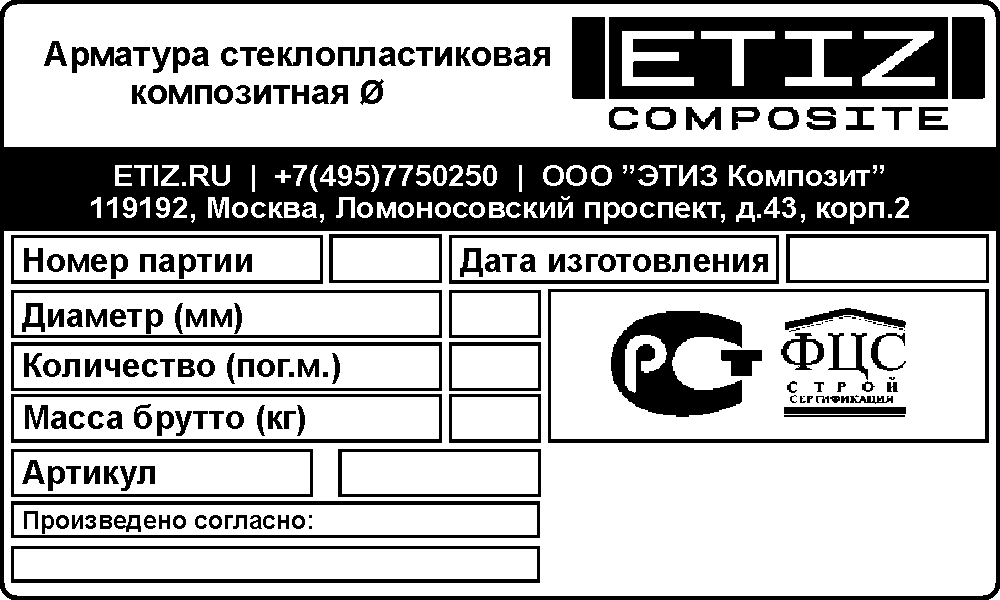 Арматура стеклопластиковая
композитная Ø
ETIZ
COMPOSITE
ETIZ.RU | +7(495)7750250 | ООО ”ЭТИЗ Композит”
119192, Москва, Ломоносовский проспект, д.43, корп.2
Номер партии
Дата изготовления
Диаметр (мм)
Количество (пог.м.)
Масса брутто (кг)
РСТ
ФЦС
СТРОЙ
СЕРТИФИКАЦИЯ
Артикул
Произведено согласно: